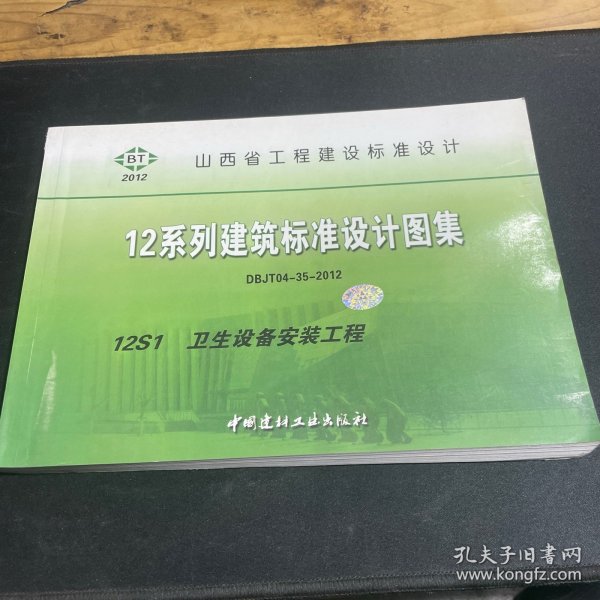 BT
2012
山西省工程建设标准设计
12系列建筑标准设计图集
DBJT04-35-2012
12S1 卫生设备安装工程
中国建材工业出版社
孔夫子旧书网
www.kongfz.com